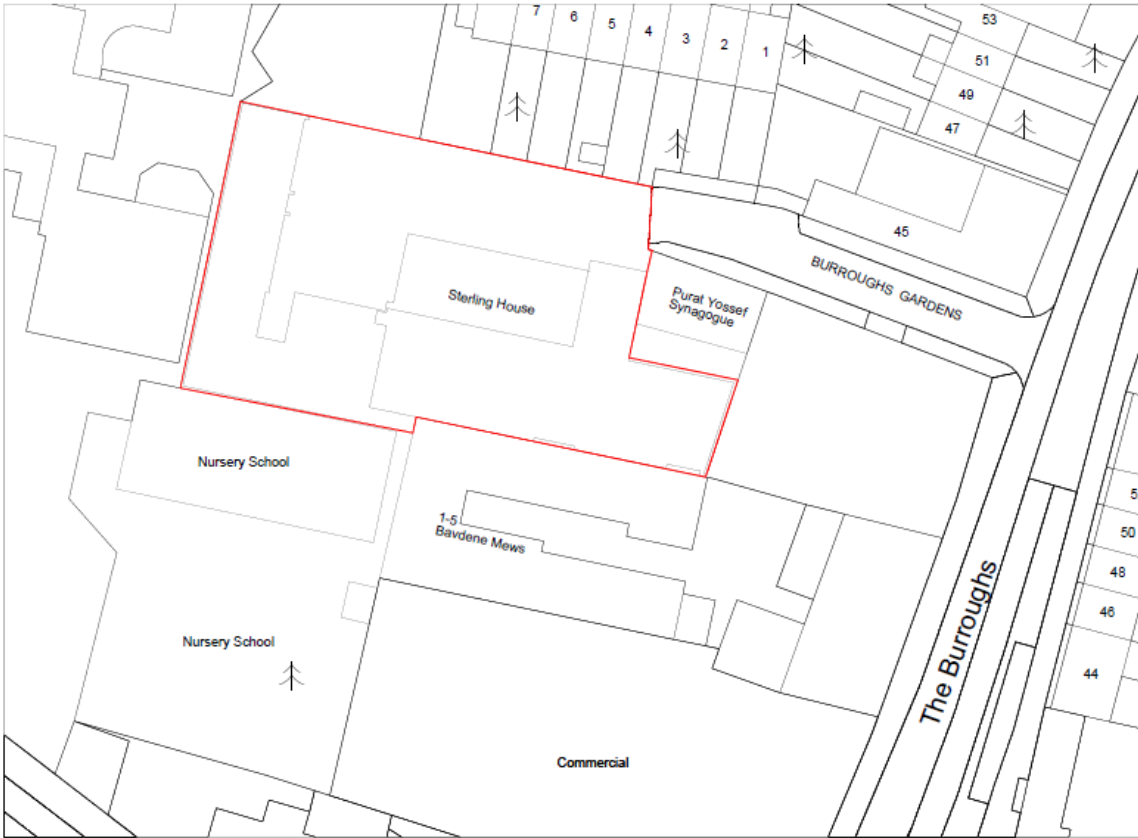 7
6
5
4
3
2
1
53
51
49
47
45
BURROUGHS GARDENS
Sterling House
Purat Yossef
Synagogue
Nursery School
1-5
Bavdene Mews
Nursery School
Commercial
The Burroughs
5
50
48
46
44